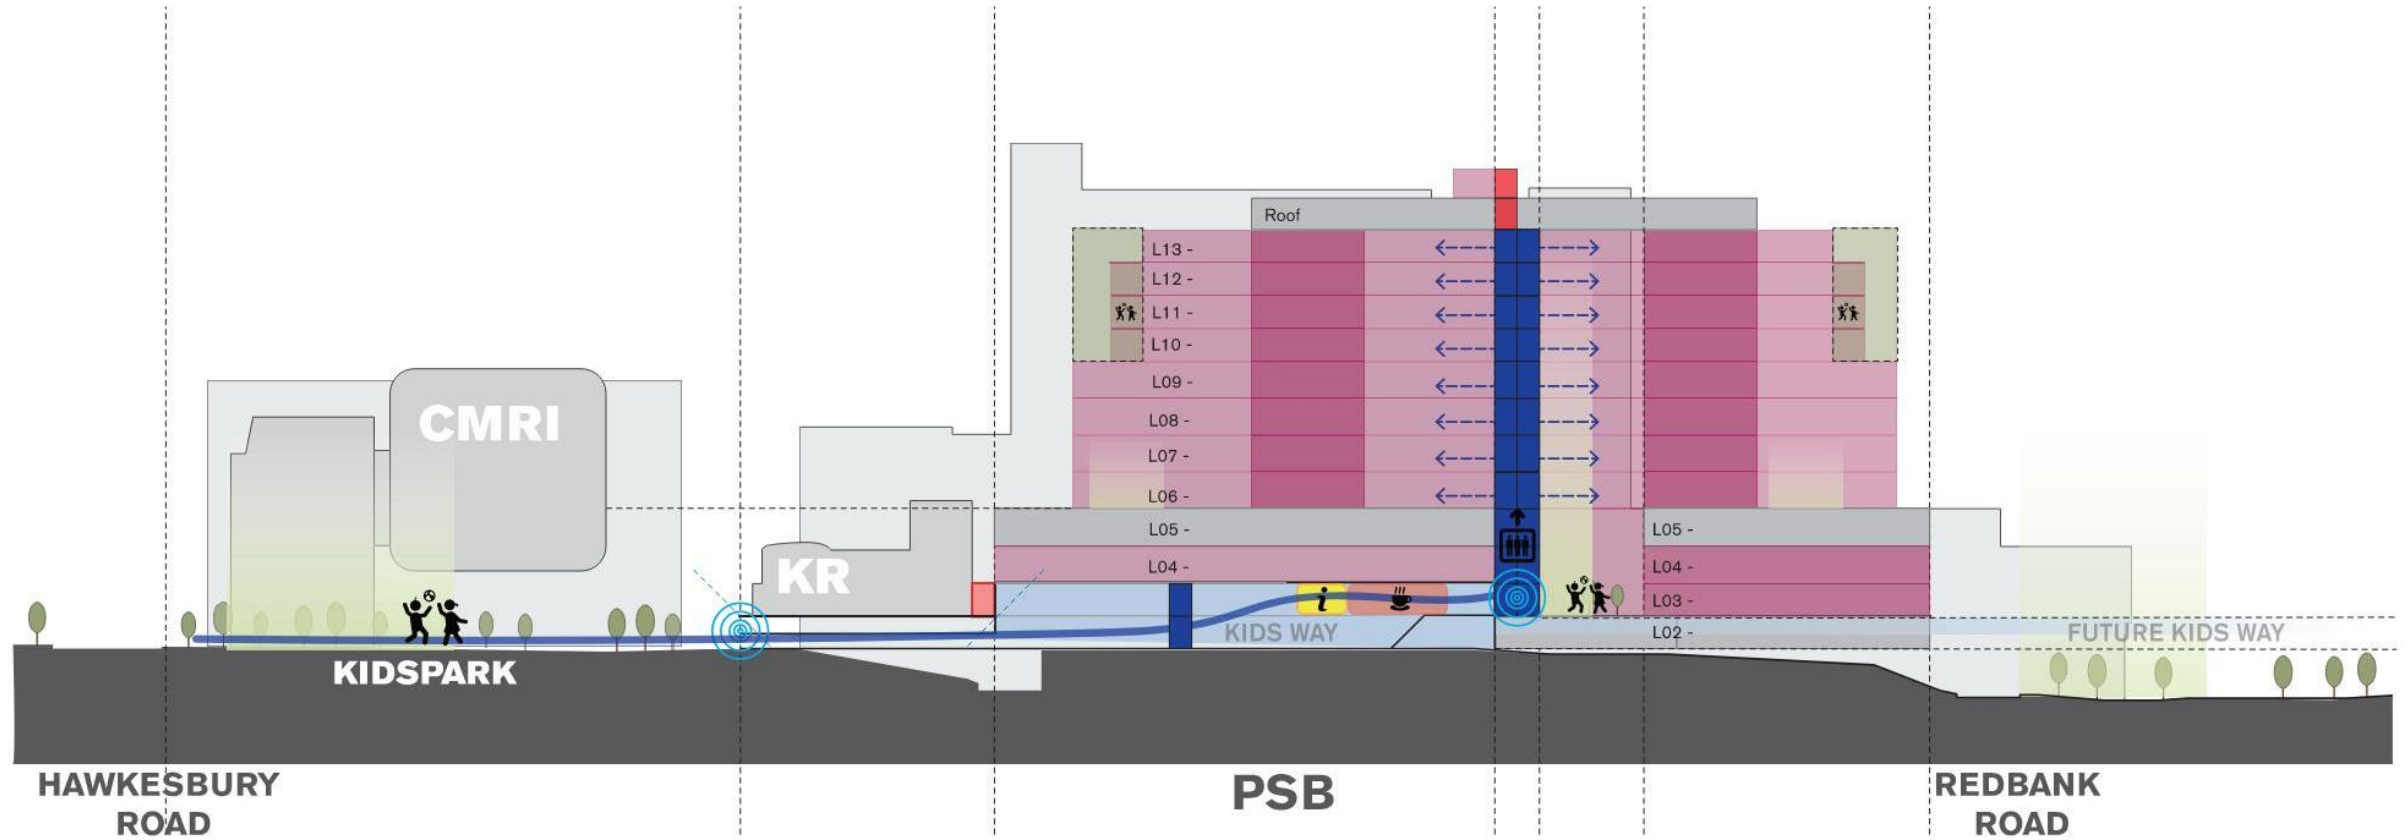 Roof
L13 -
L12 -
L11 -
L10 -
L09 -
L08 -
L07 -
L06 -
CMRI
L05 -
L05 -
L04 -
L04 -
KR
L03 -
i
KIDS WAY
L02 -
FUTURE KIDS WAY
KIDSPARK
HAWKESBURY
ROAD
PSB
REDBANK
ROAD